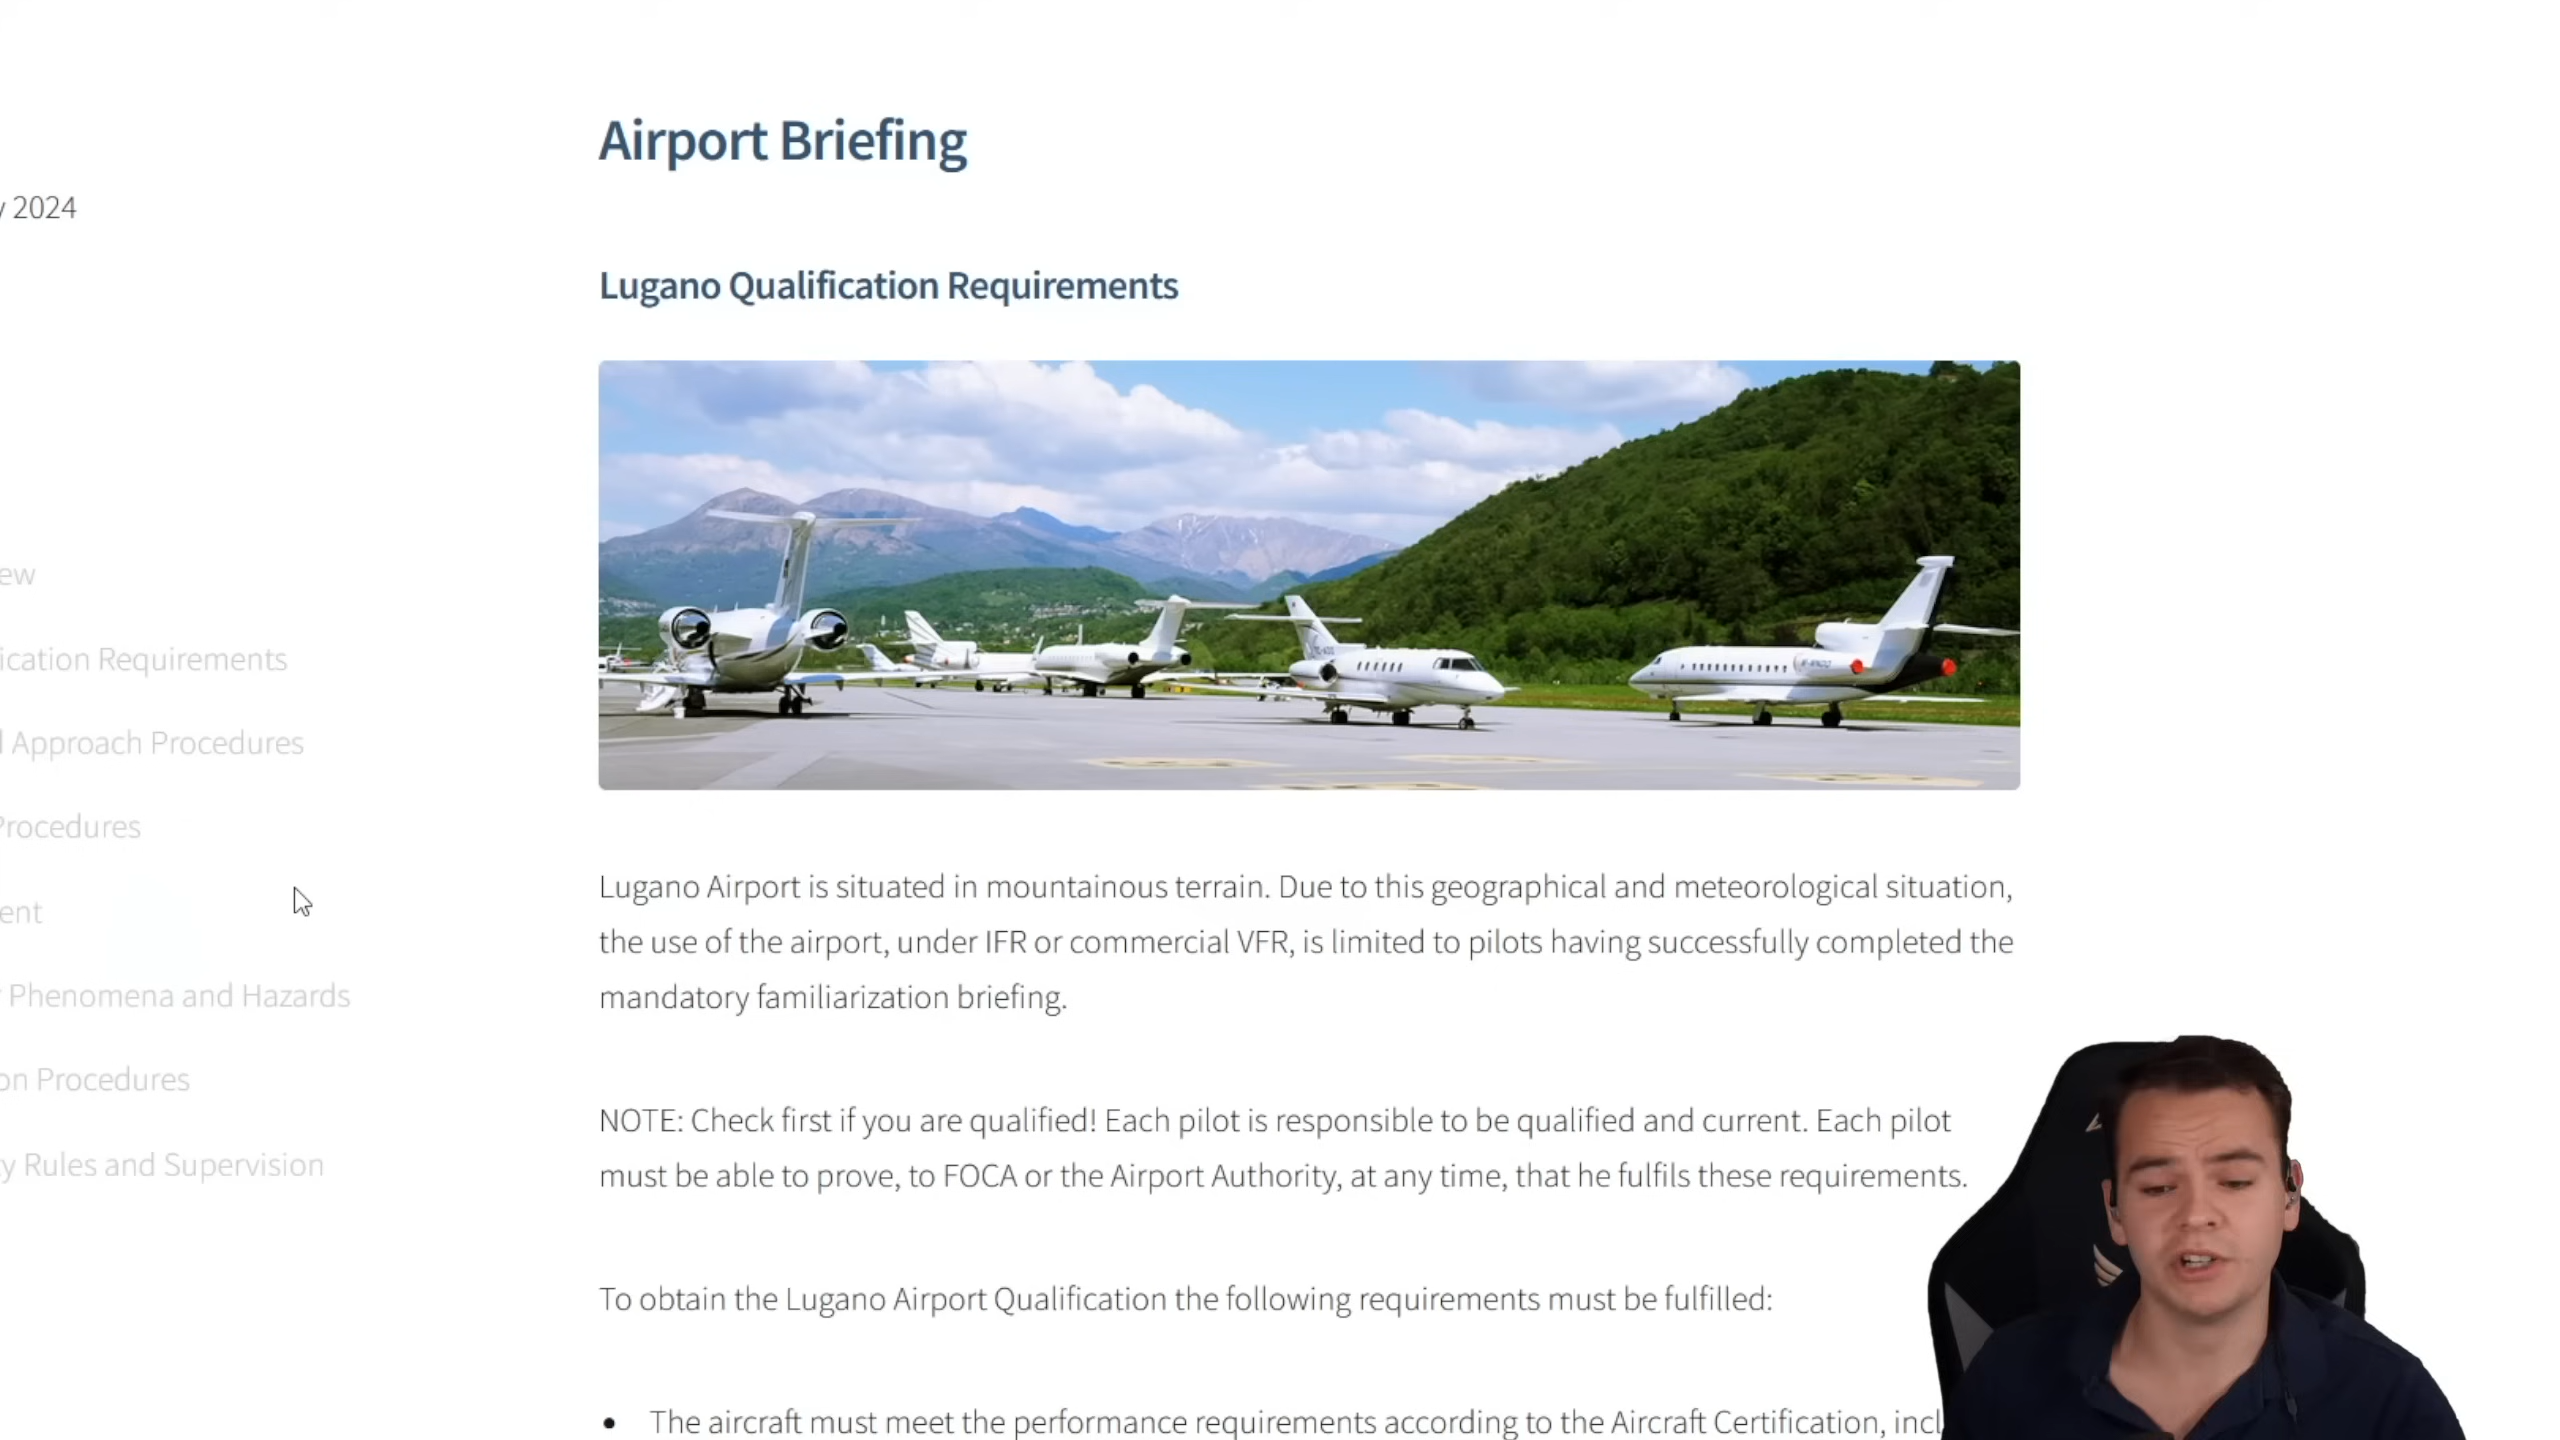 Airport Briefing
2024
Lugano Qualification Requirements
ew
ication Requirements
Approach Procedures
Procedures
ent
Phenomena and Hazards
on Procedures
y Rules and Supervision
Lugano Airport is situated in mountainous terrain. Due to this geographical and meteorological situation,
the use of the airport, under IFR or commercial VFR, is limited to pilots having successfully completed the
mandatory familiarization briefing.
NOTE: Check first if you are qualified! Each pilot is responsible to be qualified and current. Each pilot
must be able to prove, to FOCA or the Airport Authority, at any time, that he fulfils these requirements.
To obtain the Lugano Airport Qualification the following requirements must be fulfilled:
• The aircraft must meet the performance requirements according to the Aircraft Certification, incl